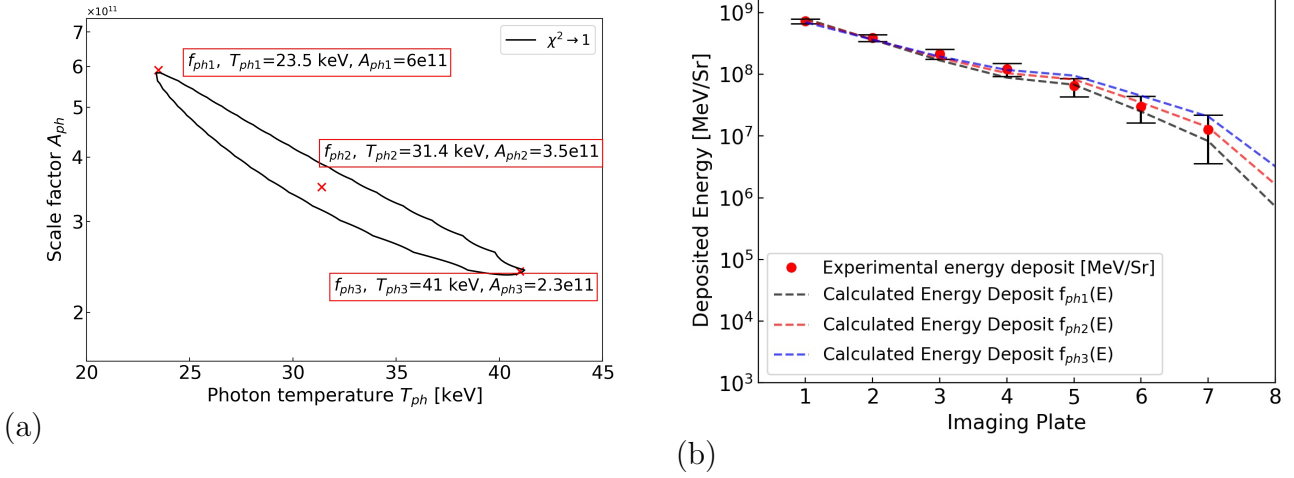 ×10¹¹
7
6
5
4
3
2
20 25 30 35 40 45
Scale factor A_ph
Photon temperature T_ph [keV]
χ² → 1
f_ph1, T_ph1=23.5 keV, A_ph1=6e11
f_ph2, T_ph2=31.4 keV, A_ph2=3.5e11
f_ph3, T_ph3=41 keV, A_ph3=2.3e11
(a)
10⁹
10⁸
10⁷
10⁶
10⁵
10⁴
10³
Deposited Energy [MeV/Sr]
Experimental energy deposit [MeV/Sr]
Calculated Energy Deposit f_ph1(E)
Calculated Energy Deposit f_ph2(E)
Calculated Energy Deposit f_ph3(E)
1 2 3 4 5 6 7 8
Imaging Plate
(b)